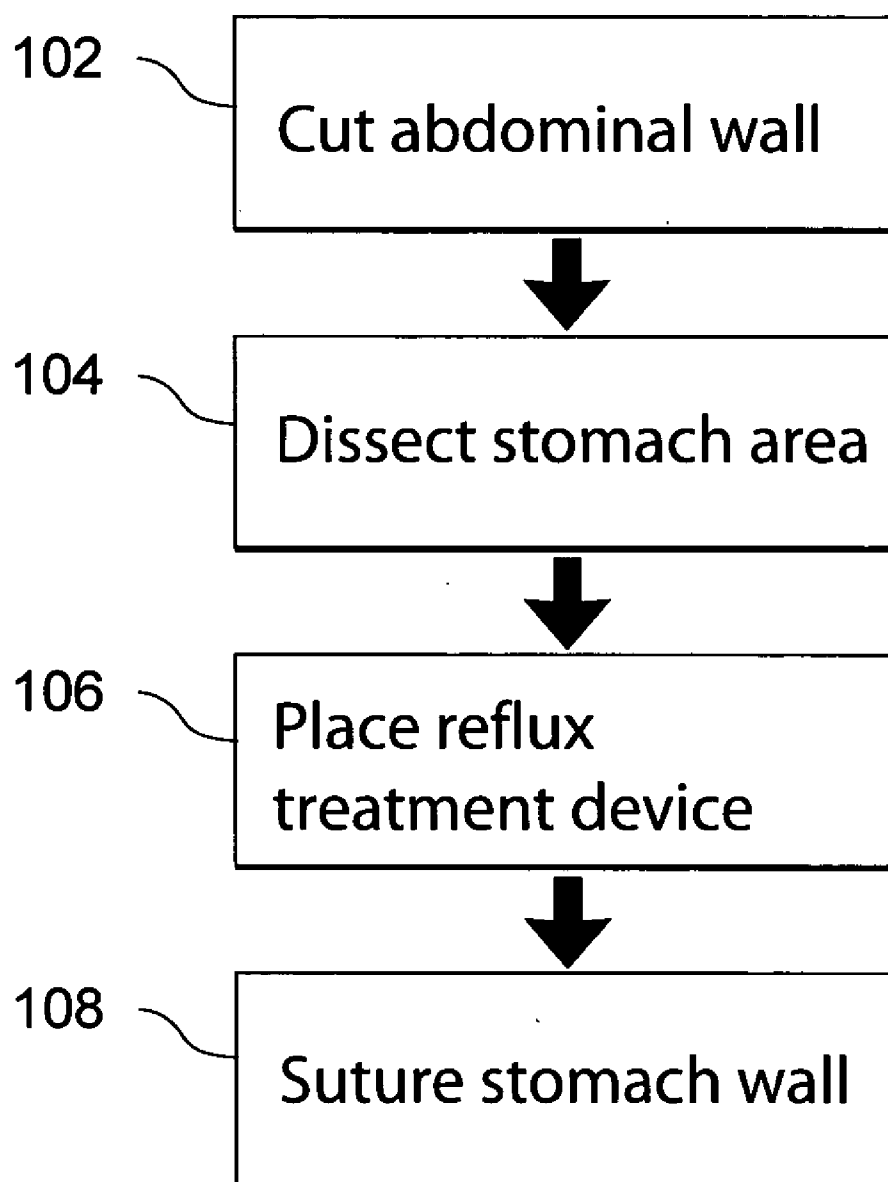 102
Cut abdominal wall
104
Dissect stomach area
106
Place reflux
treatment device
108
Suture stomach wall